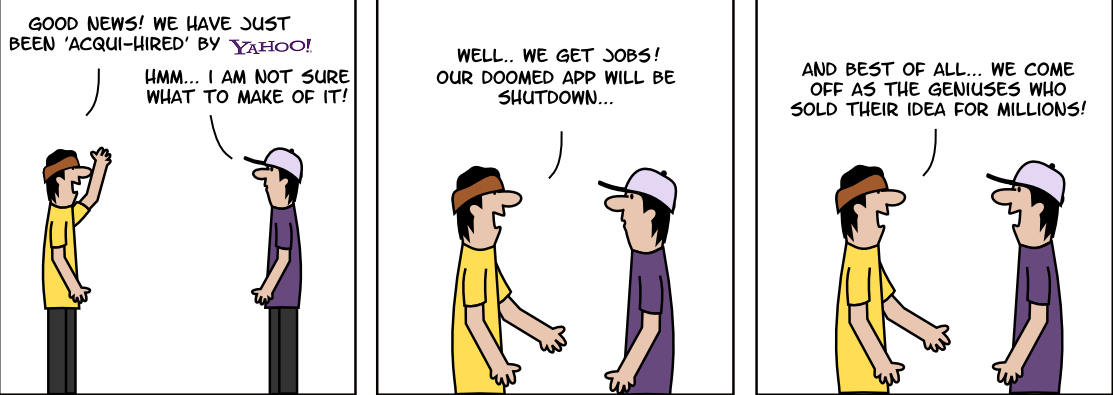 GOOD NEWS! WE HAVE JUST
BEEN 'ACQUI-HIRED' BY YAHOO!
HMM... I AM NOT SURE
WHAT TO MAKE OF IT!
WELL.. WE GET JOBS!
OUR DOOMED APP WILL BE
SHUTDOWN...
AND BEST OF ALL... WE COME
OFF AS THE GENIUSES WHO
SOLD THEIR IDEA FOR MILLIONS!